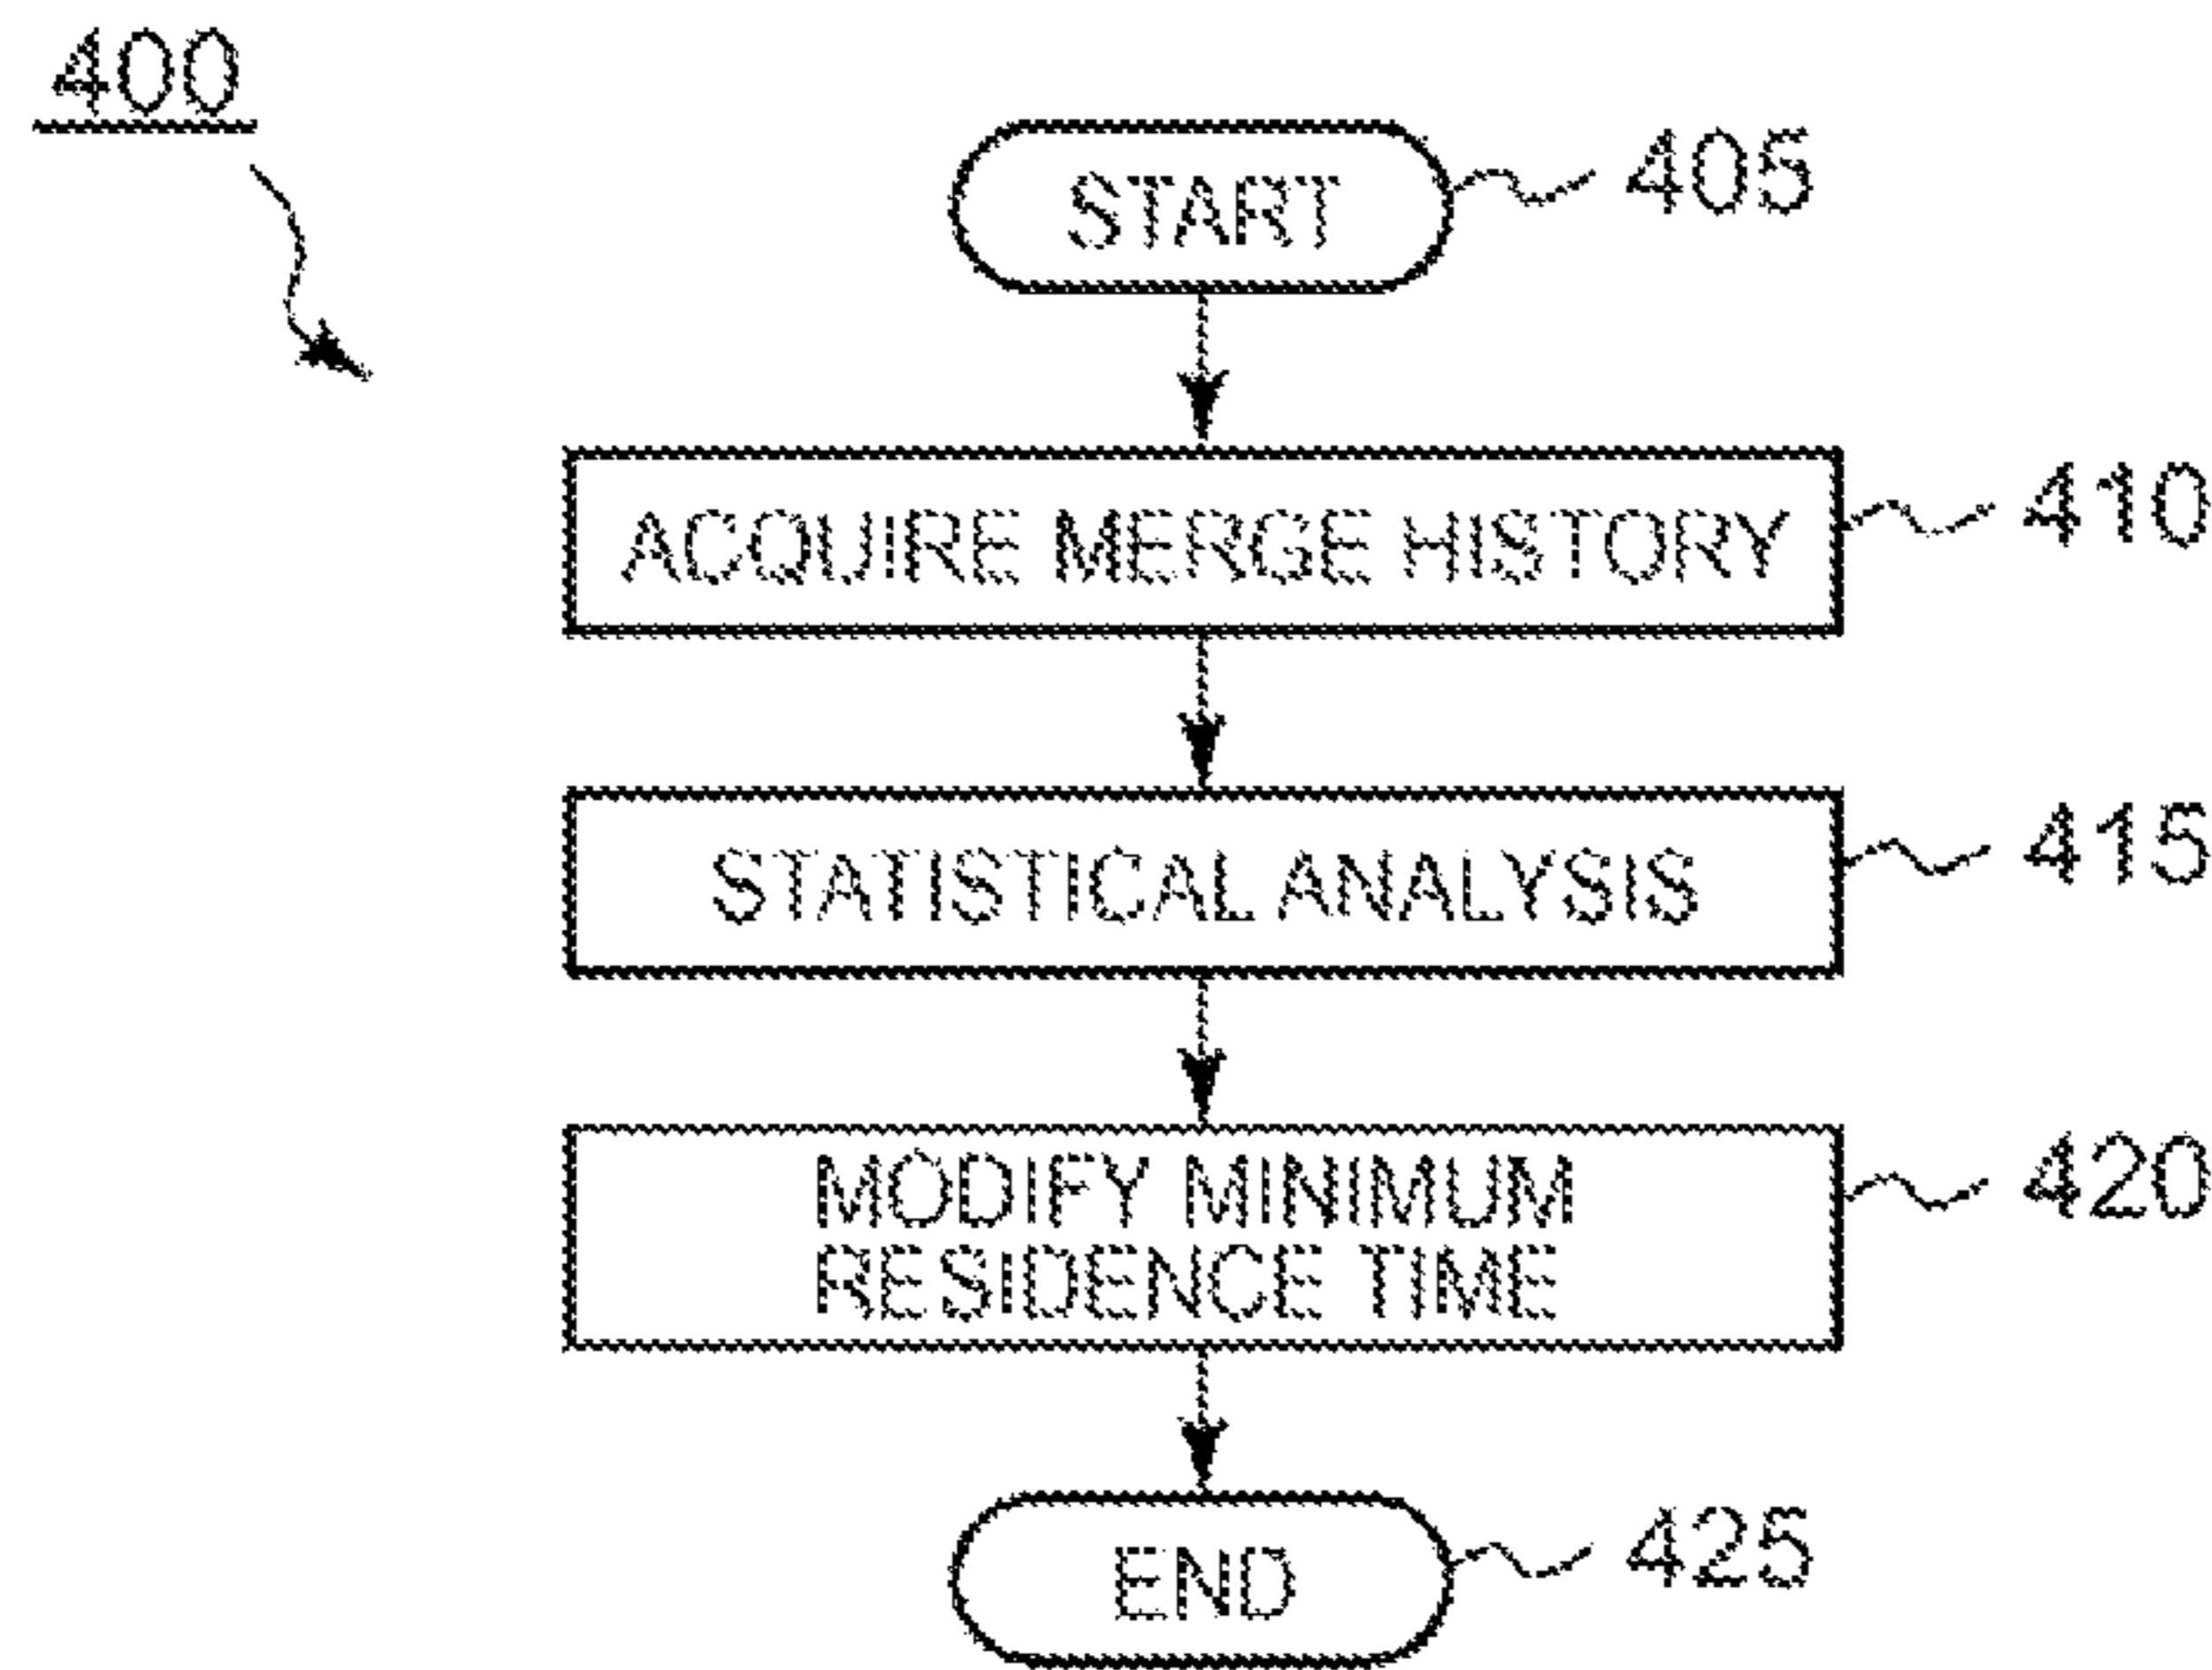 400
START
405
ACQUIRE MERGE HISTORY
410
STATISTICAL ANALYSIS
415
MODIFY MINIMUM
RESIDENCE TIME
420
END
425